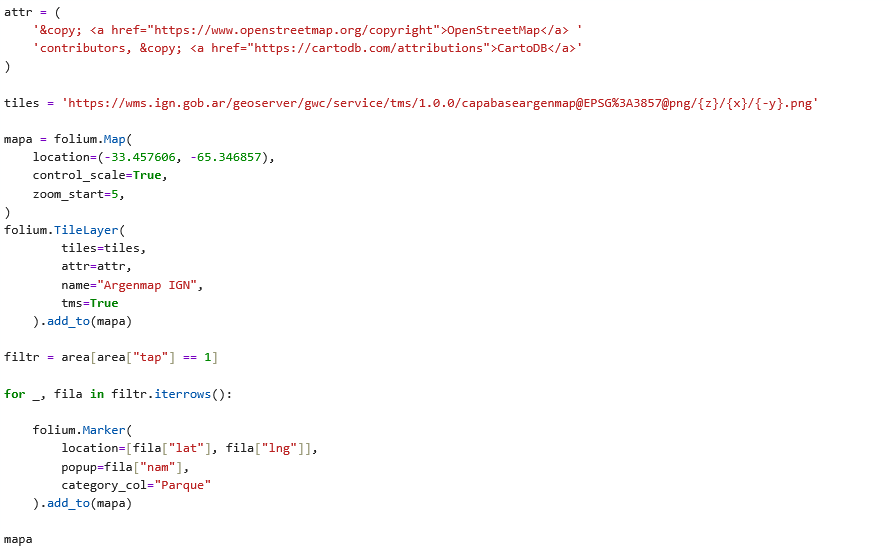 attr = (
    '&copy; <a href="https://www.openstreetmap.org/copyright">OpenStreetMap</a> '
    'contributors, &copy; <a href="https://cartodb.com/attributions">CartoDB</a>'
)
tiles = 'https://wms.ign.gob.ar/geoserver/gwc/service/tms/1.0.0/capabaseargenmap@EPSG%3A3857@png/{z}/{x}/{-y}.png'
mapa = folium.Map(
    location=(-33.457606, -65.346857),
    control_scale=True,
    zoom_start=5,
)
folium.TileLayer(
        tiles=tiles,
        attr=attr,
        name="Argenmap IGN",
        tms=True
    ).add_to(mapa)
filtr = area[area["tap"] == 1]
for _, fila in filtr.iterrows():
    folium.Marker(
        location=[fila["lat"], fila["lng"]],
        popup=fila["nam"],
        category_col="Parque"
    ).add_to(mapa)
mapa